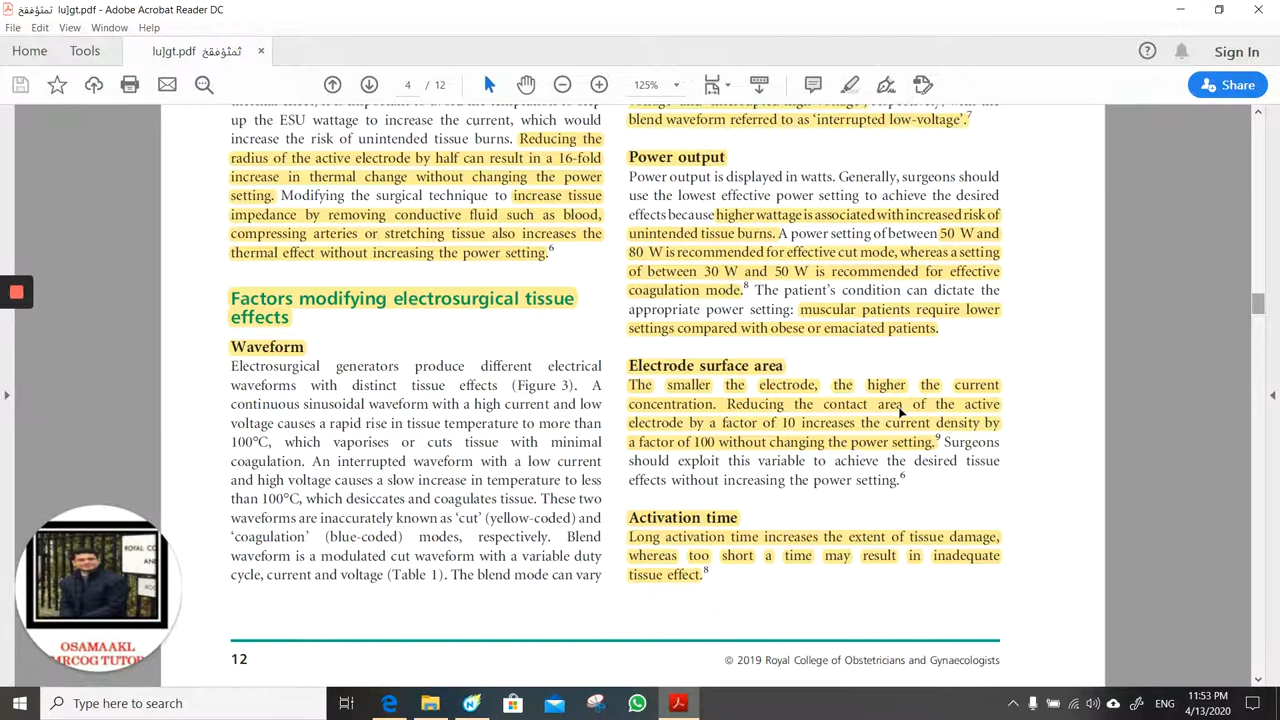 ثمثؤفقخ lu]gt.pdf - Adobe Acrobat Reader DC
File Edit View Window Help
Home Tools lu]gt.pdf ثمثؤفقخ × Sign In
4 / 12 125% Share
up the ESU wattage to increase the current, which would
increase the risk of unintended tissue burns. Reducing the
radius of the active electrode by half can result in a 16-fold
increase in thermal change without changing the power
setting. Modifying the surgical technique to increase tissue
impedance by removing conductive fluid such as blood,
compressing arteries or stretching tissue also increases the
thermal effect without increasing the power setting.6
Factors modifying electrosurgical tissue
effects
Waveform
Electrosurgical generators produce different electrical
waveforms with distinct tissue effects (Figure 3). A
continuous sinusoidal waveform with a high current and low
voltage causes a rapid rise in tissue temperature to more than
100°C, which vaporises or cuts tissue with minimal
coagulation. An interrupted waveform with a low current
and high voltage causes a slow increase in temperature to less
than 100°C, which desiccates and coagulates tissue. These two
waveforms are inaccurately known as 'cut' (yellow-coded) and
'coagulation' (blue-coded) modes, respectively. Blend
waveform is a modulated cut waveform with a variable duty
cycle, current and voltage (Table 1). The blend mode can vary
blend waveform referred to as 'interrupted low-voltage'.7
Power output
Power output is displayed in watts. Generally, surgeons should
use the lowest effective power setting to achieve the desired
effects because higher wattage is associated with increased risk of
unintended tissue burns. A power setting of between 50 W and
80 W is recommended for effective cut mode, whereas a setting
of between 30 W and 50 W is recommended for effective
coagulation mode.8 The patient's condition can dictate the
appropriate power setting: muscular patients require lower
settings compared with obese or emaciated patients.
Electrode surface area
The smaller the electrode, the higher the current
concentration. Reducing the contact area of the active
electrode by a factor of 10 increases the current density by
a factor of 100 without changing the power setting.9 Surgeons
should exploit this variable to achieve the desired tissue
effects without increasing the power setting.6
Activation time
Long activation time increases the extent of tissue damage,
whereas too short a time may result in inadequate
tissue effect.8
12 © 2019 Royal College of Obstetricians and Gynaecologists
ROYAL CO
OSAMAAKL
MRCOG TUTOR
Type here to search
ENG 11:53 PM
4/13/2020